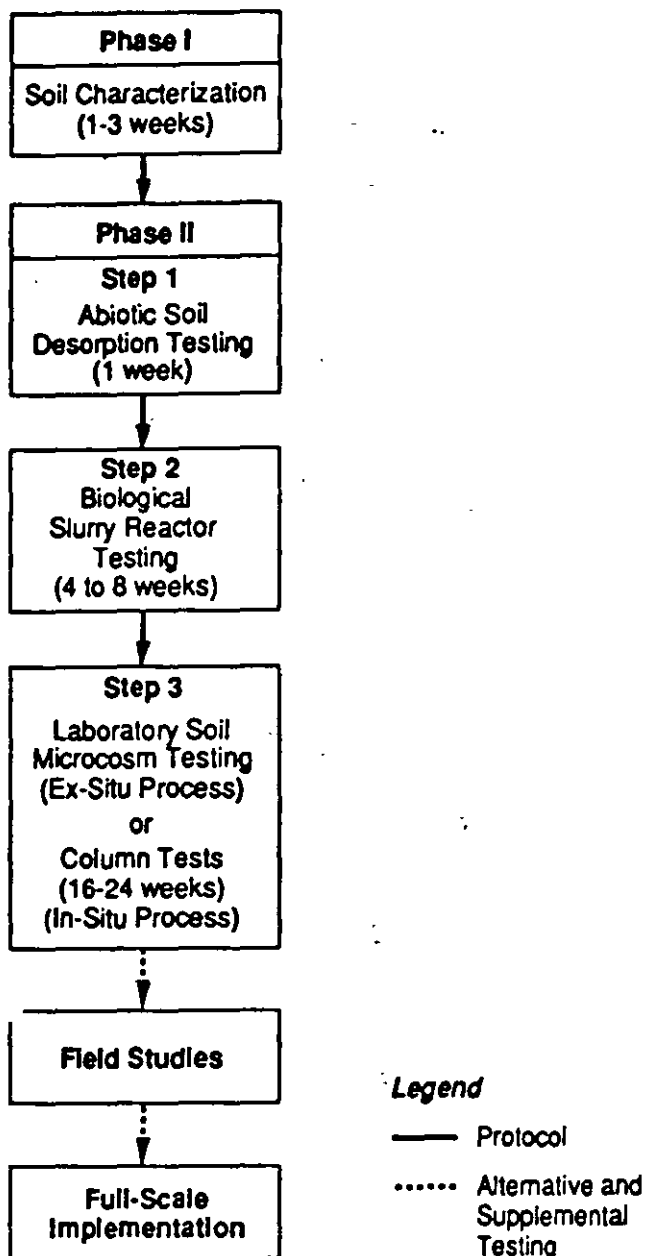 Phase I
Soil Characterization
(1-3 weeks)
Phase II
Step 1
Abiotic Soil
Desorption Testing
(1 week)
Step 2
Biological
Slurry Reactor
Testing
(4 to 8 weeks)
Step 3
Laboratory Soil
Microcosm Testing
(Ex-Situ Process)
or
Column Tests
(16-24 weeks)
(In-Situ Process)
Field Studies
Full-Scale
Implementation
Legend
Protocol
Alternative and
Supplemental
Testing